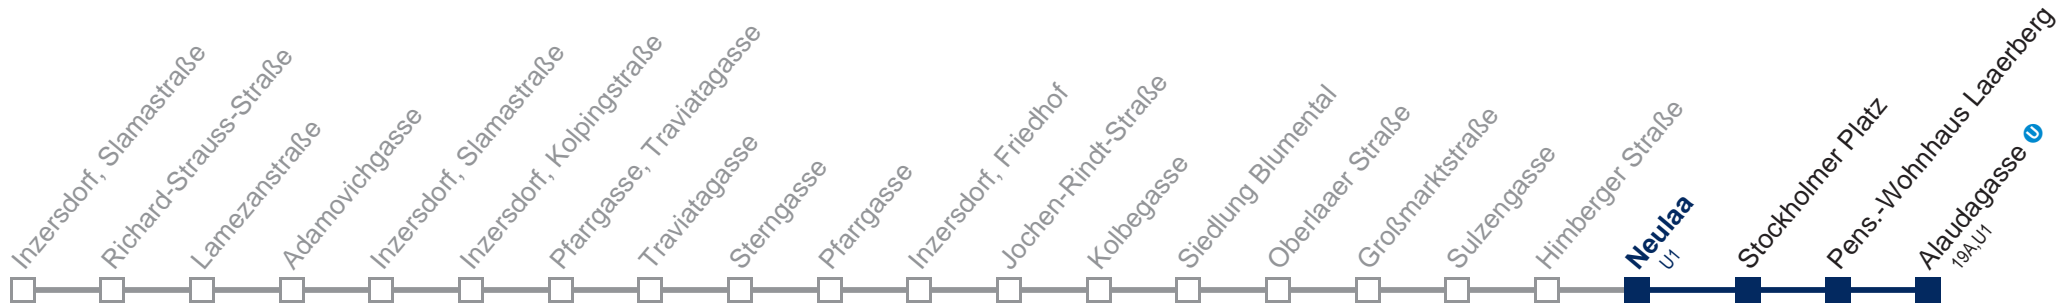 Inzersdorf, Slamastraße
Richard-Strauss-Straße
Lamezanstraße
Adamovichgasse
Inzersdorf, Slamastraße
Inzersdorf, Kolpingstraße
Pfarrgasse, Traviatagasse
Traviatagasse
Sterngasse
Pfarrgasse
Inzersdorf, Friedhof
Jochen-Rindt-Straße
Kolbegasse
Siedlung Blumental
Oberlaaer Straße
Großmarktstraße
Sulzengasse
Himberger Straße
Neulaa
U1
Stockholmer Platz
Pens.-Wohnhaus Laaerberg
Alaudagasse U
19A,U1